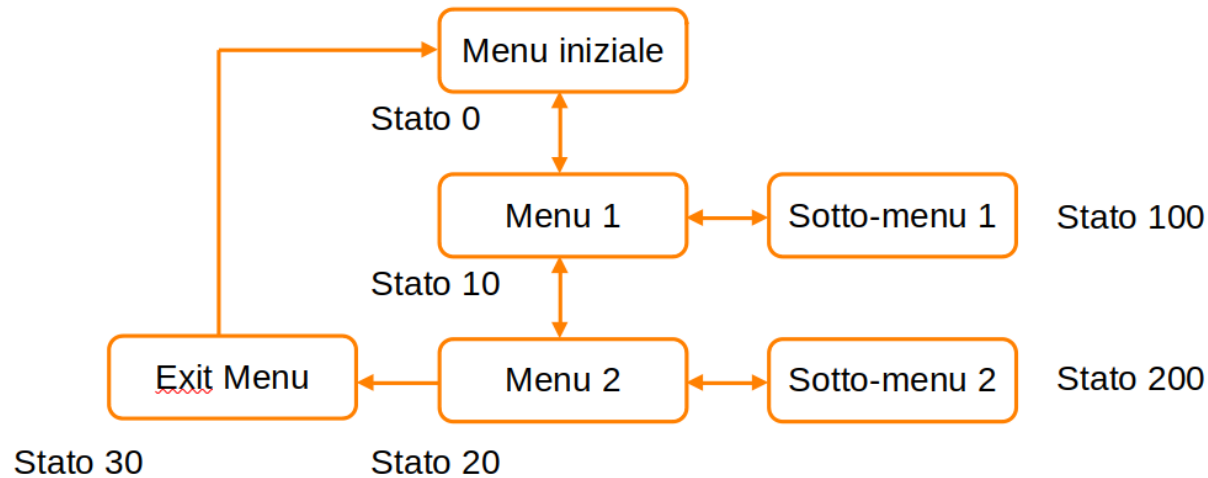 Menu iniziale
Stato 0
Menu 1
Sotto-menu 1
Stato 100
Stato 10
Exit Menu
Menu 2
Sotto-menu 2
Stato 200
Stato 30
Stato 20